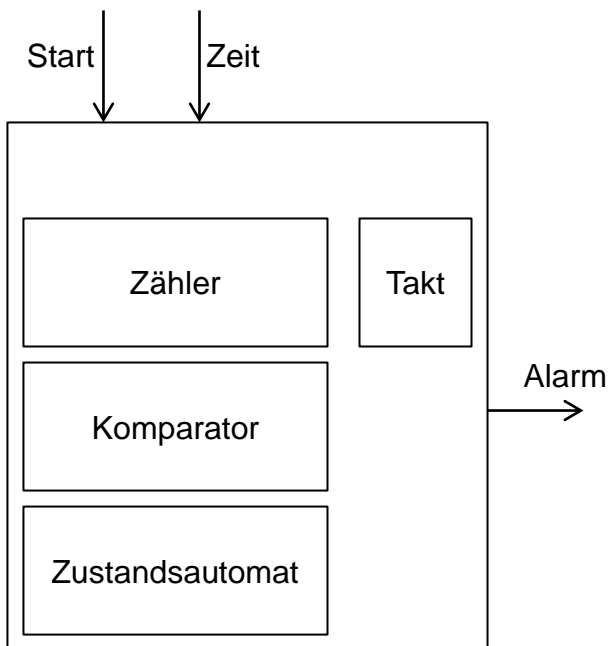 Start
Zeit
Zähler
Takt
Alarm
Komparator
Zustandsautomat